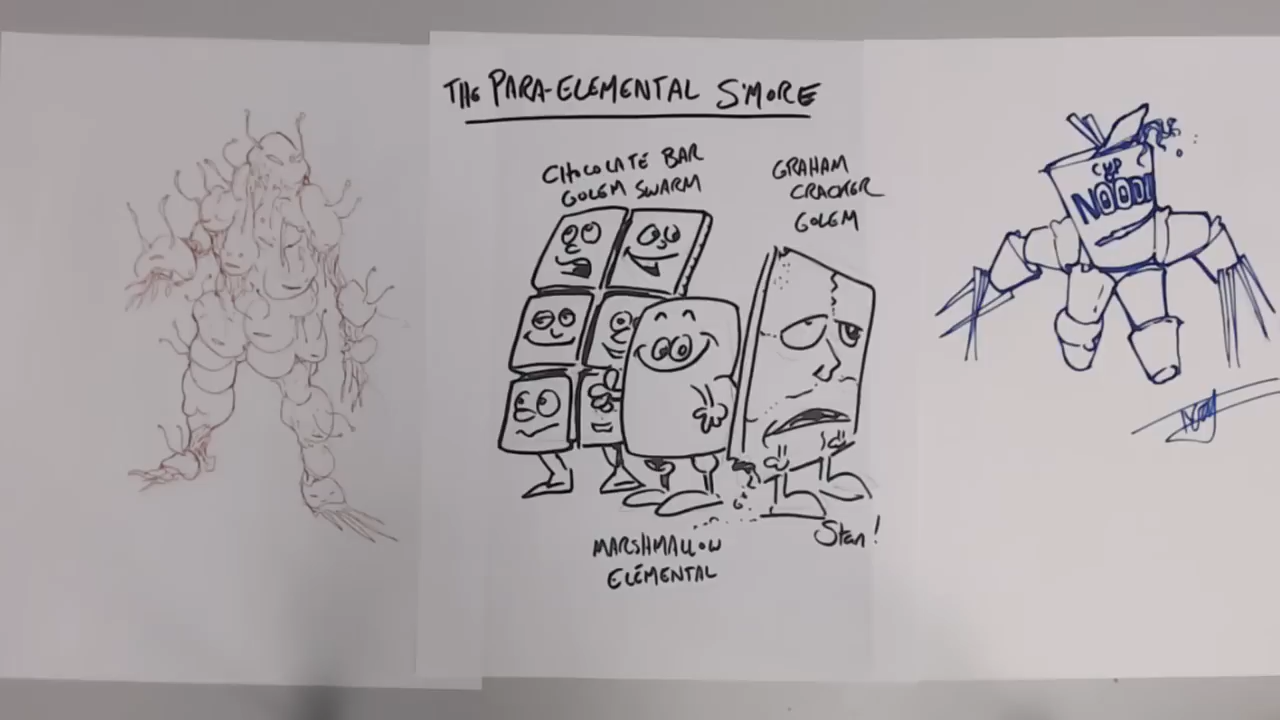 THE PARA-ELEMENTAL S'MORE
CHOCOLATE BAR
GOLEM SWARM
GRAHAM
CRACKER
GOLEM
MARSHMALLOW
ELEMENTAL
Stan!
CUP
NOODL